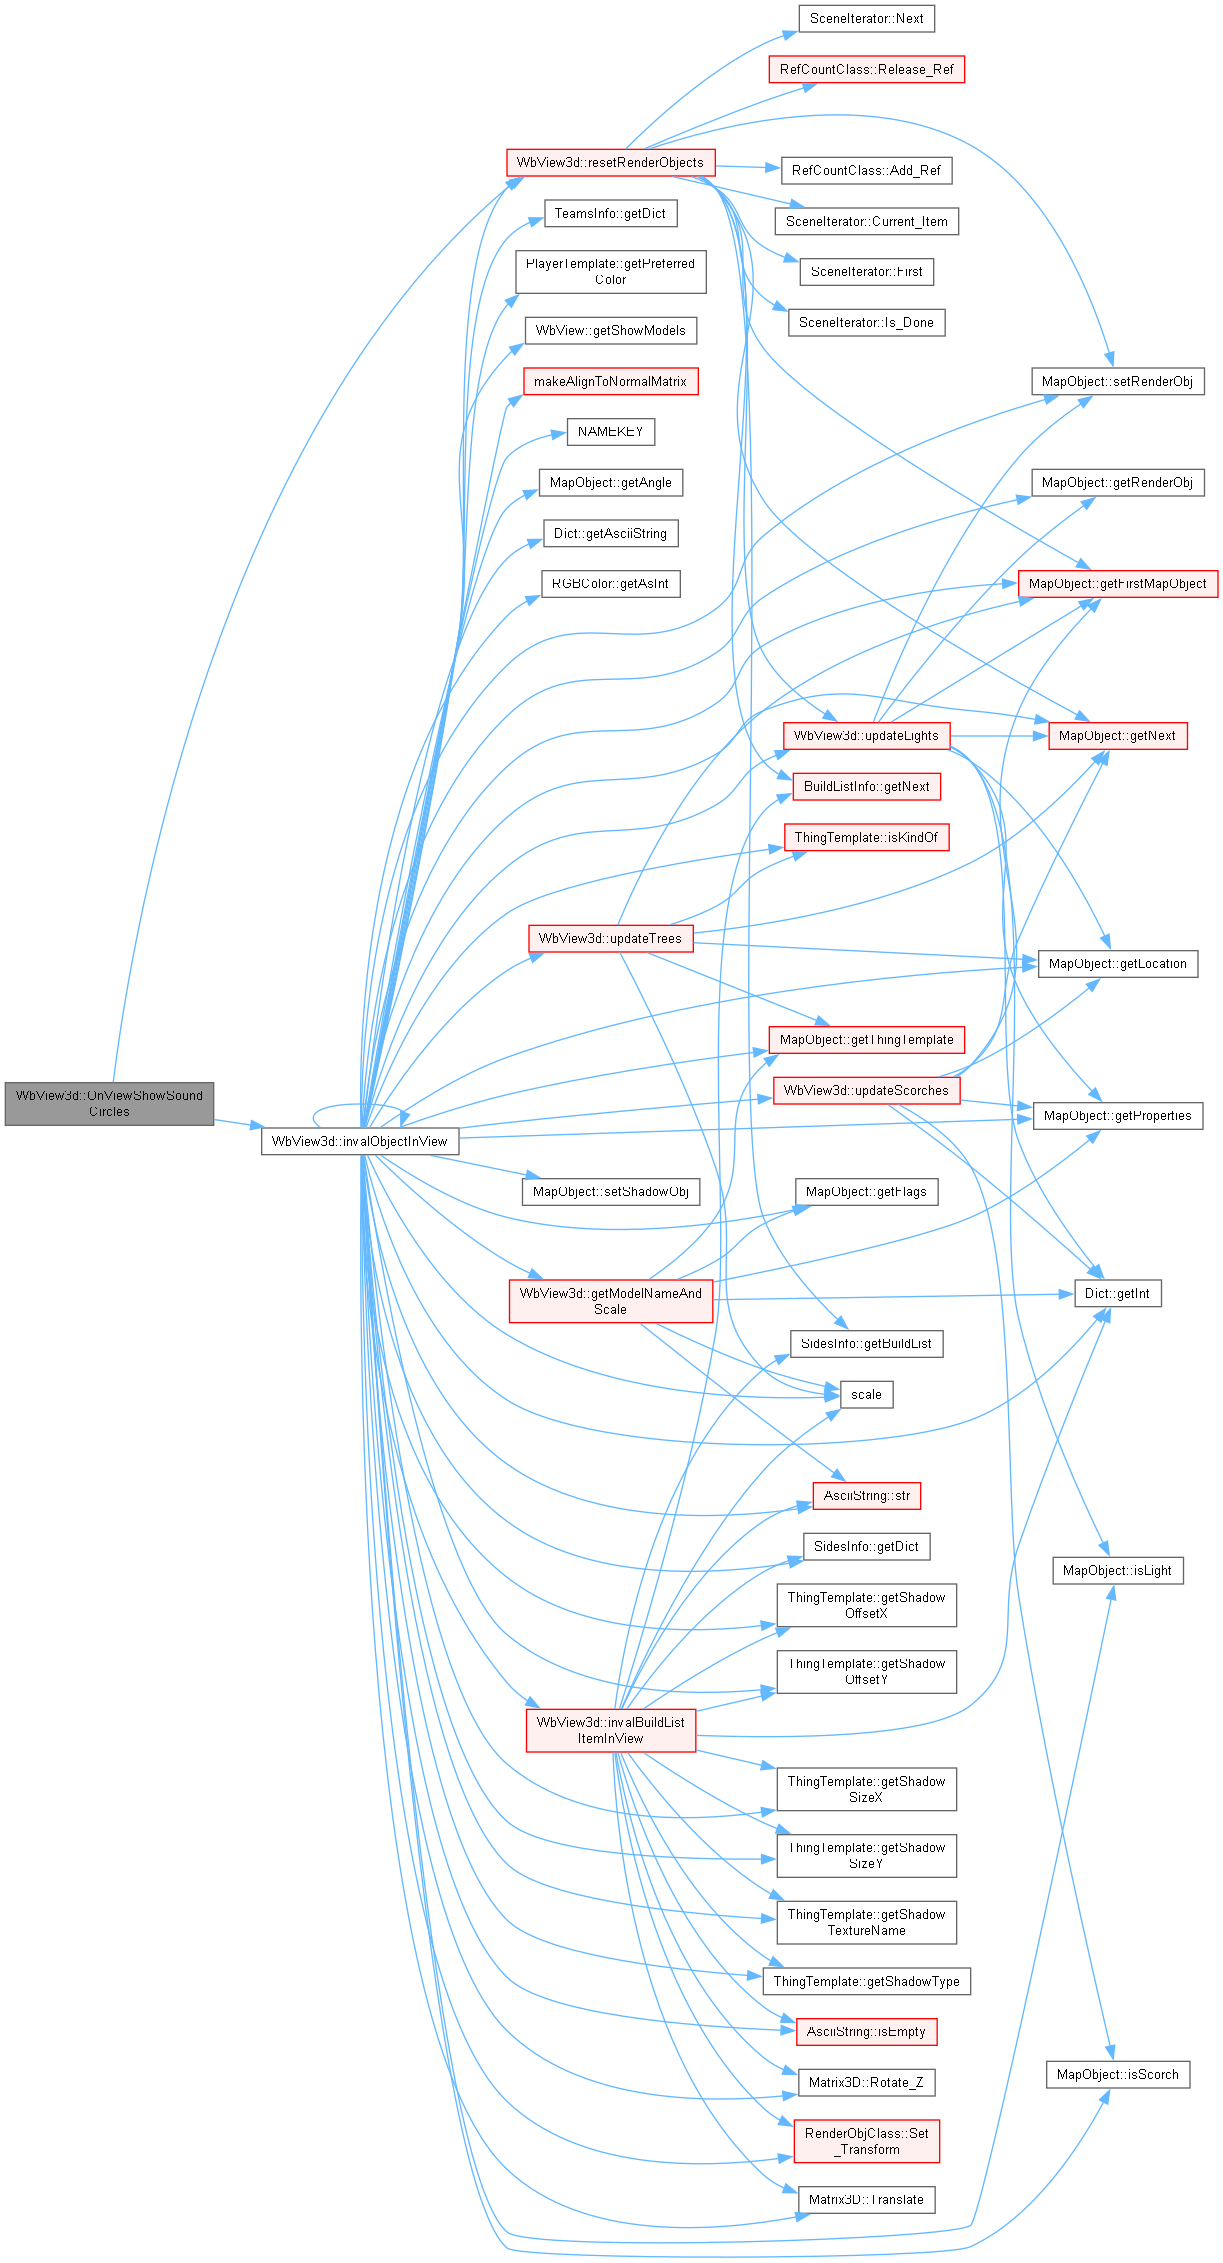 SceneIterator::Next
RefCountClass::Release_Ref
WbView3d::resetRenderObjects
RefCountClass::Add_Ref
TeamsInfo::getDict
SceneIterator::Current_Item
PlayerTemplate::getPreferred
Color
SceneIterator::First
WbView::getShowModels
SceneIterator::Is_Done
makeAlignToNormalMatrix
MapObject::setRenderObj
NAMEKEY
MapObject::getAngle
MapObject::getRenderObj
Dict::getAsciiString
RGBColor::getAsInt
MapObject::getFirstMapObject
WbView3d::updateLights
MapObject::getNext
BuildListInfo::getNext
ThingTemplate::isKindOf
WbView3d::updateTrees
MapObject::getLocation
MapObject::getThingTemplate
WbView3d::updateScorches
WbView3d::OnViewShowSound
Circles
MapObject::getProperties
WbView3d::invalObjectInView
MapObject::setShadowObj
MapObject::getFlags
WbView3d::getModelNameAnd
Scale
Dict::getInt
SidesInfo::getBuildList
scale
AsciiString::str
SidesInfo::getDict
MapObject::isLight
ThingTemplate::getShadow
OffsetX
ThingTemplate::getShadow
OffsetY
WbView3d::invalBuildList
ItemInView
ThingTemplate::getShadow
SizeX
ThingTemplate::getShadow
SizeY
ThingTemplate::getShadow
TextureName
ThingTemplate::getShadowType
AsciiString::isEmpty
MapObject::isScorch
Matrix3D::Rotate_Z
RenderObjClass::Set
_Transform
Matrix3D::Translate